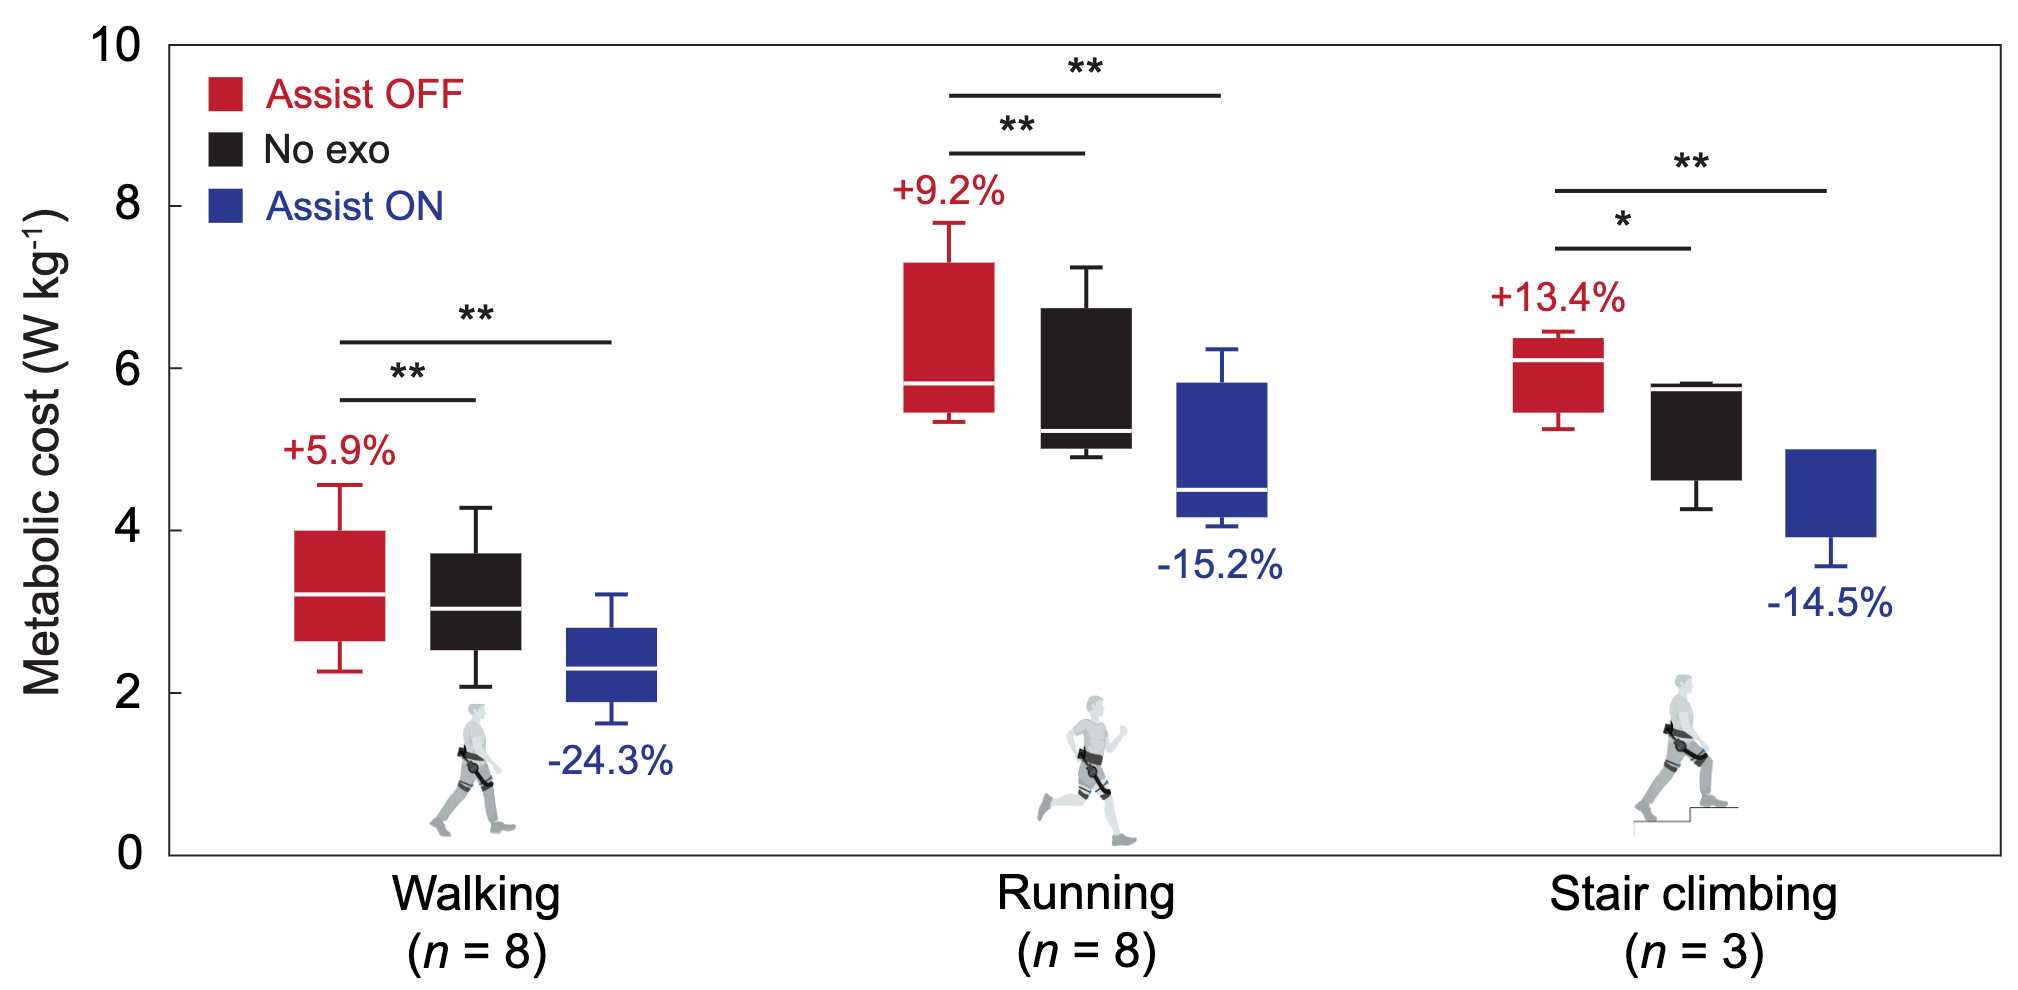 10
8
6
4
2
0
Metabolic cost (W kg⁻¹)
Assist OFF
No exo
Assist ON
**
**
+5.9%
-24.3%
**
**
+9.2%
-15.2%
**
*
+13.4%
-14.5%
Walking
(n = 8)
Running
(n = 8)
Stair climbing
(n = 3)